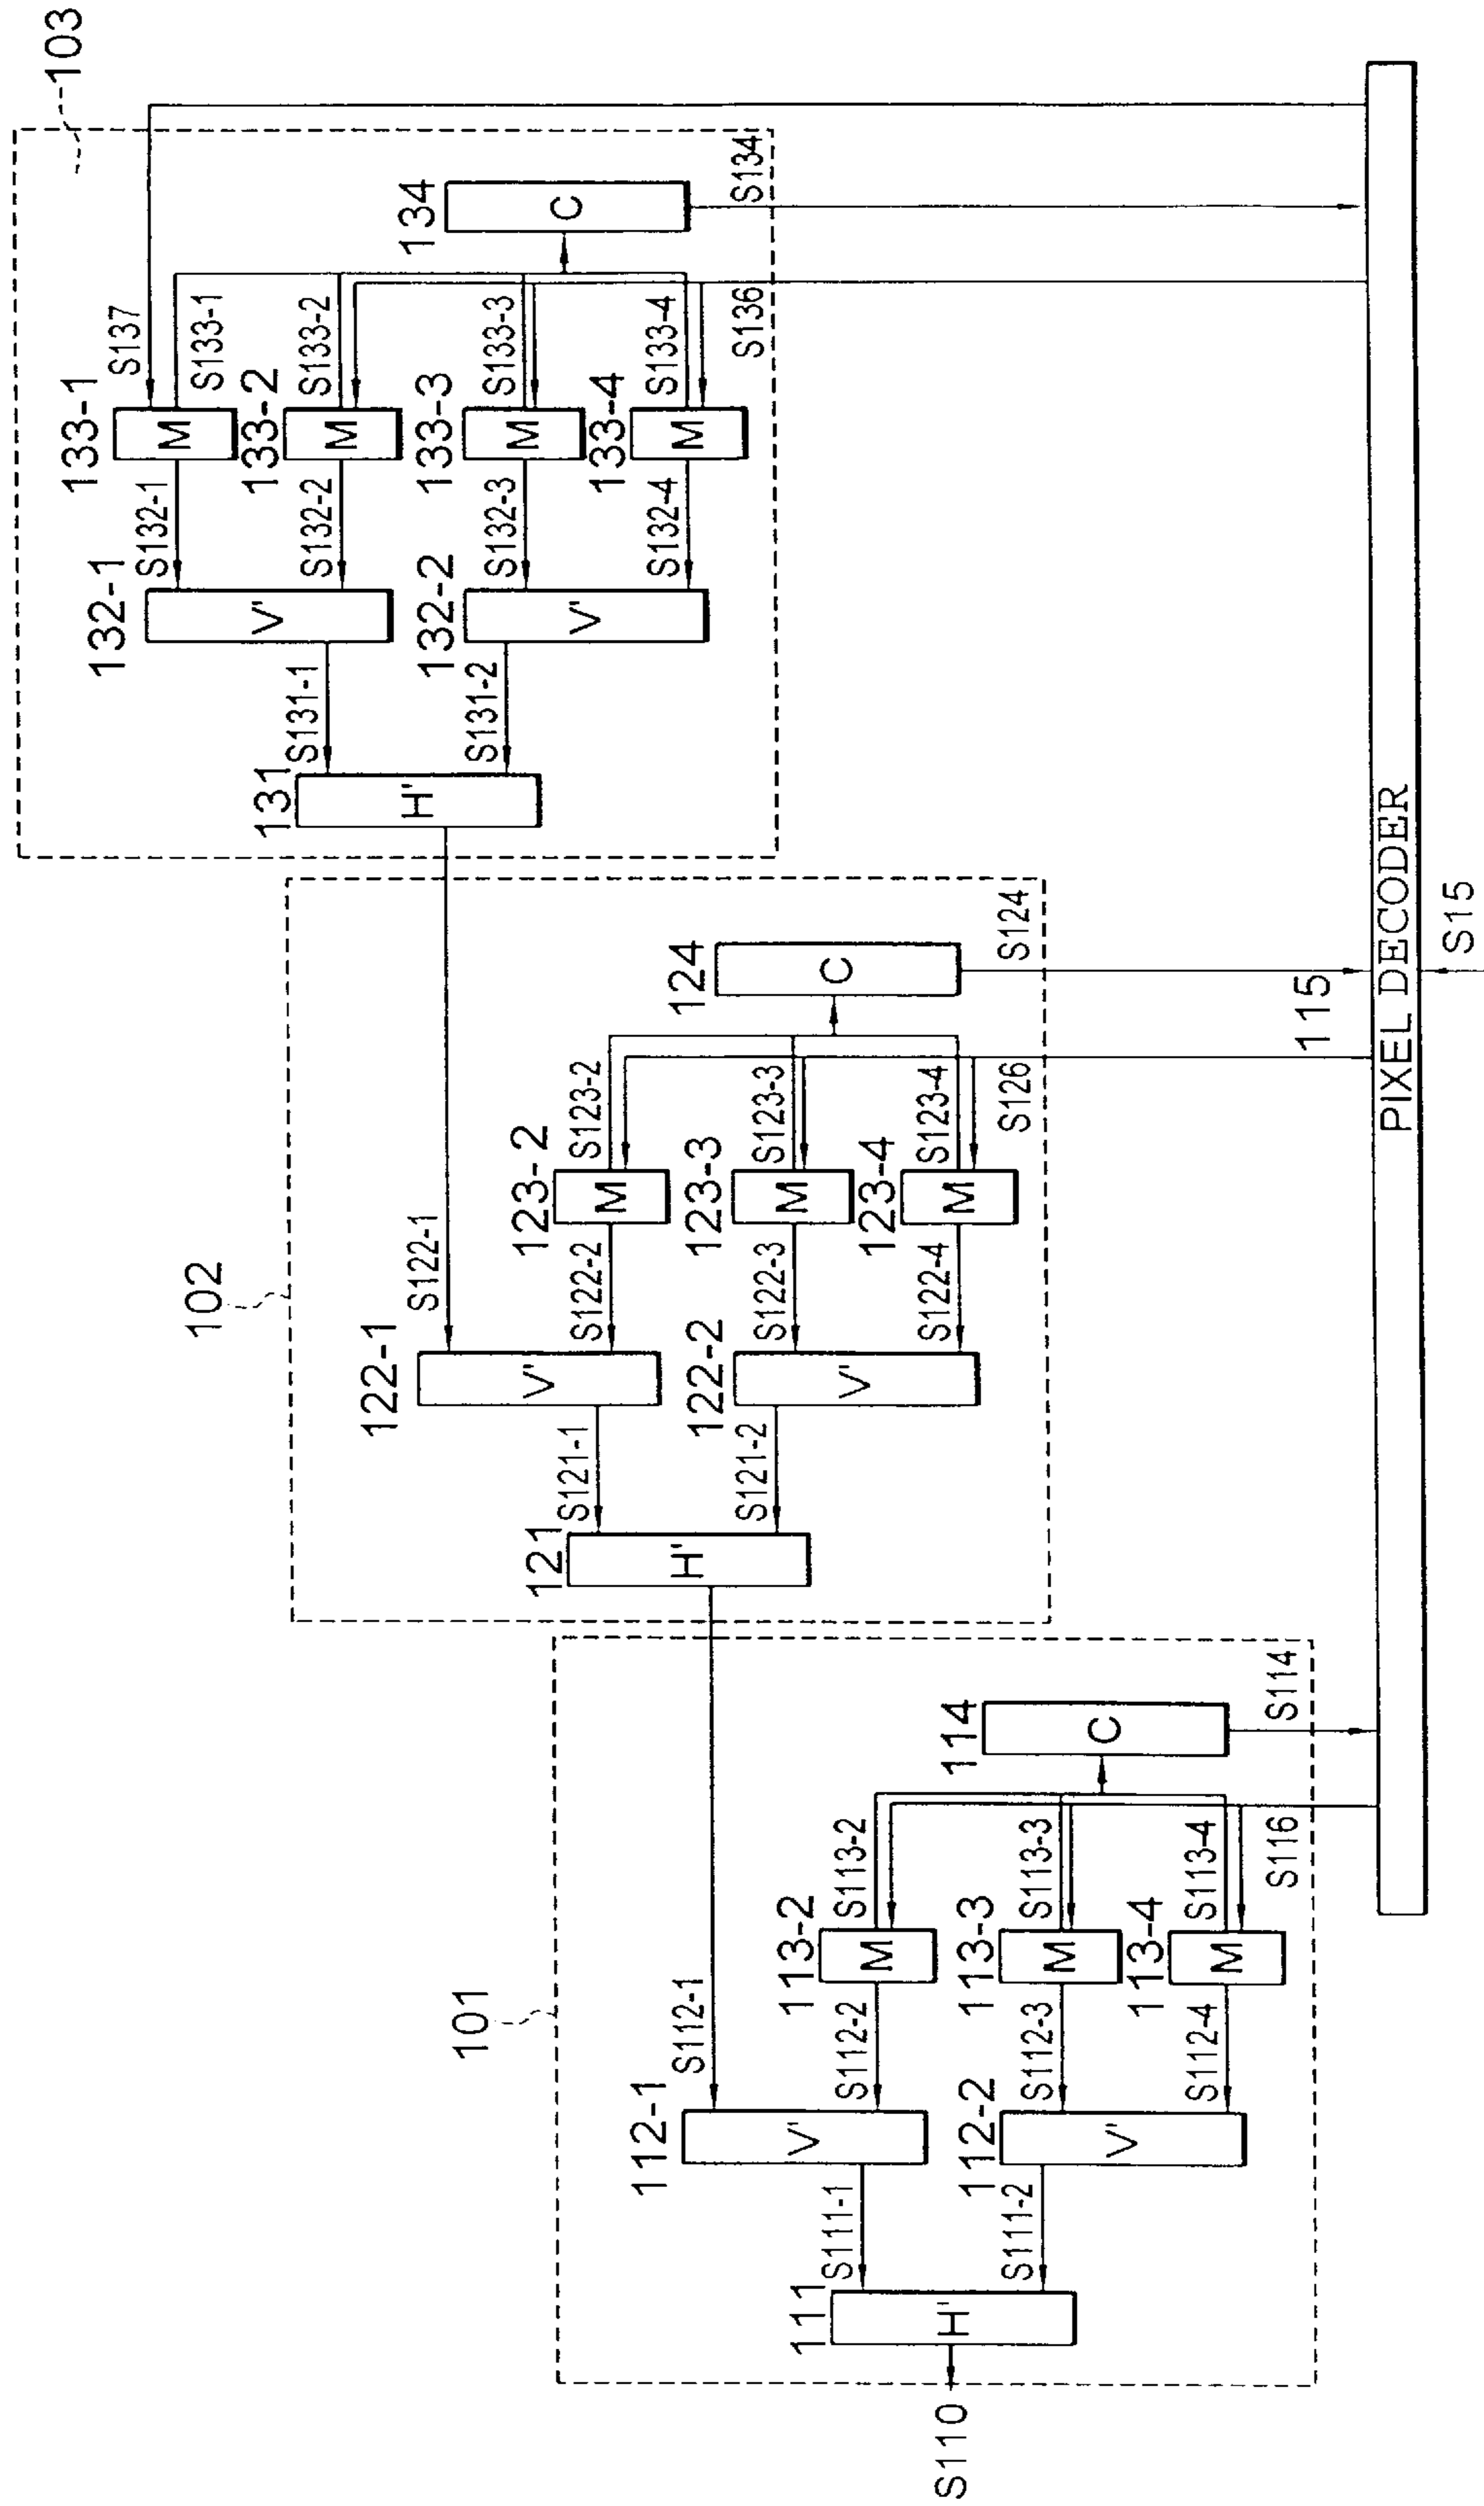 103
S137
133-1
S132-1
S133-1
132-1
V'
M
133-2
S132-2
S133-2
M
134
C
S134
S131-1
132-2
V'
S132-3
133-3
M
S133-3
S131-2
S132-4
133-4
M
S133-4
S136
131
H'
102
S122-1
122-1
V'
S122-2
123-2
M
S123-2
124
C
S124
S121-1
122-2
V'
S122-3
123-3
M
S123-3
S121-2
S122-4
123-4
M
S123-4
S126
121
H'
101
S112-1
112-1
V'
S112-2
113-2
M
S113-2
114
C
S114
S111-1
112-2
V'
S112-3
113-3
M
S113-3
S111-2
S112-4
113-4
M
S113-4
S116
111
H'
S110
115
PIXEL DECODER
S15